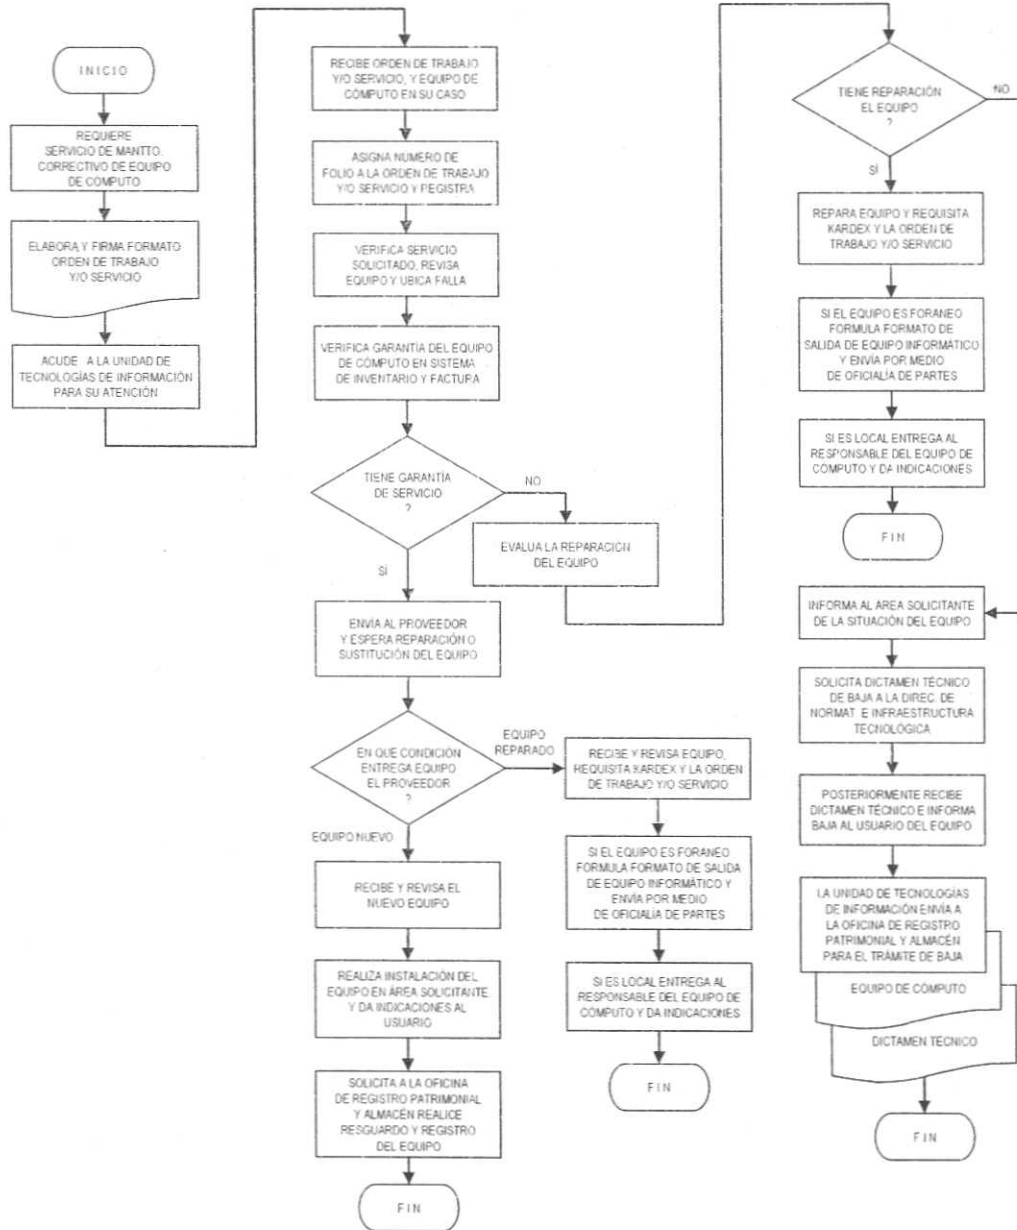 INICIO
REQUIERE
SERVICIO DE MANTTO.
CORRECTIVO DE EQUIPO
DE COMPUTO
ELABORA Y FIRMA FORMATO
ORDEN DE TRABAJO
Y/O SERVICIO
ACUDE A LA UNIDAD DE
TECNOLOGÍAS DE INFORMACIÓN
PARA SU ATENCIÓN
RECIBE ORDEN DE TRABAJO
Y/O SERVICIO, Y EQUIPO DE
CÓMPUTO EN SU CASO
ASIGNA NUMERO DE
FOLIO A LA ORDEN DE TRABAJO
Y/O SERVICIO Y REGISTRA
VERIFICA SERVICIO
SOLICITADO, REVISA
EQUIPO Y UBICA FALLA
VERIFICA GARANTÍA DEL EQUIPO
DE CÓMPUTO EN SISTEMA
DE INVENTARIO Y FACTURA
TIENE GARANTÍA
DE SERVICIO
?
NO
EVALUA LA REPARACION
DEL EQUIPO
SÍ
ENVIA AL PROVEEDOR
Y ESPERA REPARACIÓN O
SUSTITUCIÓN DEL EQUIPO
EN QUE CONDICIÓN
ENTREGA EQUIPO
EL PROVEEDOR
?
EQUIPO
REPARADO
EQUIPO NUEVO
RECIBE Y REVISA EL
NUEVO EQUIPO
REALIZA INSTALACIÓN DEL
EQUIPO EN ÁREA SOLICITANTE
Y DA INDICACIONES AL
USUARIO
SOLICITA A LA OFICINA
DE REGISTRO PATRIMONIAL
Y ALMACÉN REALICE
RESGUARDO Y REGISTRO
DEL EQUIPO
FIN
RECIBE Y REVISA EQUIPO,
REQUISITA KARDEX Y LA ORDEN
DE TRABAJO Y/O SERVICIO
SI EL EQUIPO ES FORANEO
FORMULA FORMATO DE SALIDA
DE EQUIPO INFORMÁTICO Y
ENVÍA POR MEDIO
DE OFICIALÍA DE PARTES
SI ES LOCAL ENTREGA AL
RESPONSABLE DEL EQUIPO DE
CÓMPUTO Y DA INDICACIONES
FIN
TIENE REPARACIÓN
EL EQUIPO
?
NO
SÍ
REPARA EQUIPO Y REQUISITA
KARDEX Y LA ORDEN DE
TRABAJO Y/O SERVICIO
SI EL EQUIPO ES FORANEO
FORMULA FORMATO DE
SALIDA DE EQUIPO INFORMÁTICO
Y ENVÍA POR MEDIO
DE OFICIALÍA DE PARTES
SI ES LOCAL ENTREGA AL
RESPONSABLE DEL EQUIPO DE
CÓMPUTO Y DA INDICACIONES
FIN
INFORMA AL AREA SOLICITANTE
DE LA SITUACIÓN DEL EQUIPO
SOLICITA DICTAMEN TÉCNICO
DE BAJA A LA DIREC. DE
NORMAT. E INFRAESTRUCTURA
TECNOLÓGICA
POSTERIORMENTE RECIBE
DICTAMEN TÉCNICO E INFORMA
BAJA AL USUARIO DEL EQUIPO
LA UNIDAD DE TECNOLOGÍAS
DE INFORMACIÓN ENVÍA A
LA OFICINA DE REGISTRO
PATRIMONIAL Y ALMACÉN
PARA EL TRÁMITE DE BAJA
EQUIPO DE CÓMPUTO
DICTAMEN TECNICO
FIN